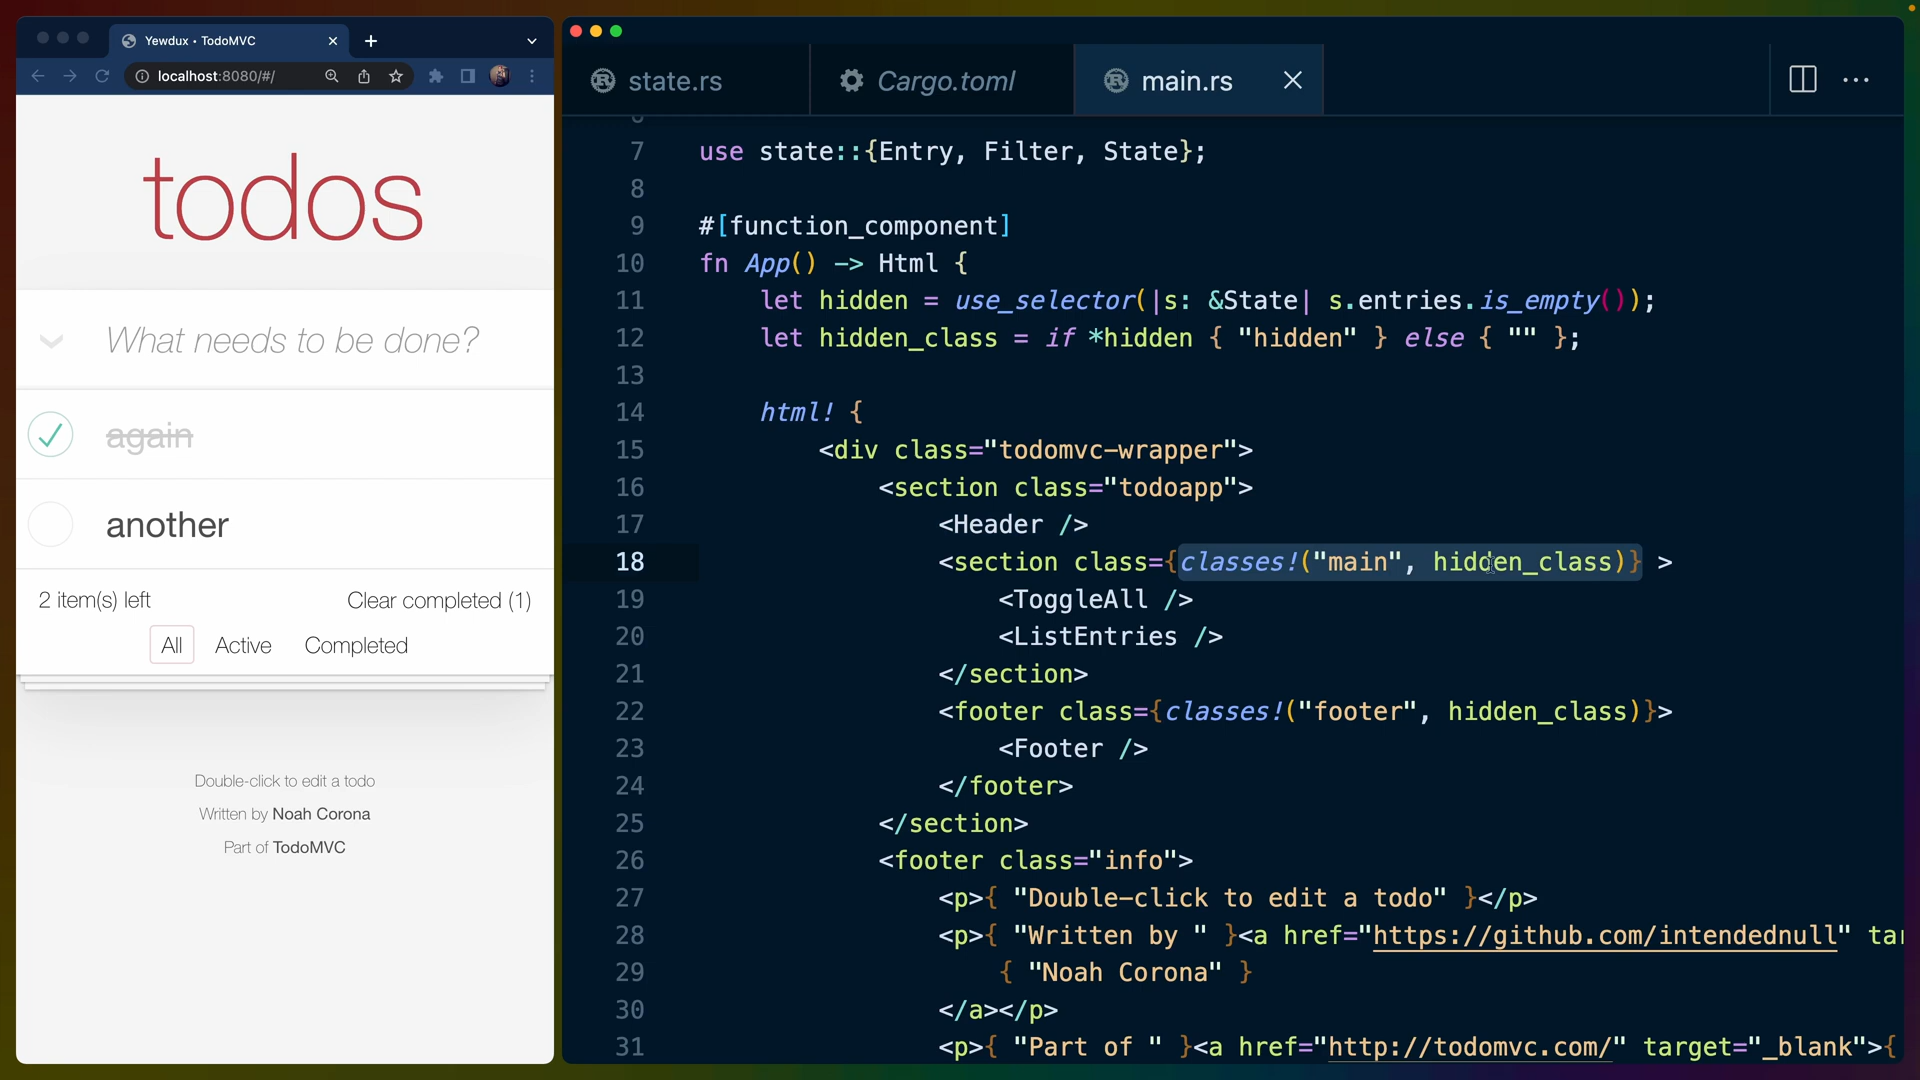 Yewdux • TodoMVC
localhost:8080/#/
todos
What needs to be done?
again
another
2 item(s) left
Clear completed (1)
All
Active
Completed
Double-click to edit a todo
Written by Noah Corona
Part of TodoMVC
state.rs
Cargo.toml
main.rs
7 use state::{Entry, Filter, State};
8
9 #[function_component]
10 fn App() -> Html {
11 let hidden = use_selector(|s: &State| s.entries.is_empty());
12 let hidden_class = if *hidden { "hidden" } else { "" };
13
14 html! {
15 <div class="todomvc-wrapper">
16 <section class="todoapp">
17 <Header />
18 <section class={classes!("main", hidden_class)} >
19 <ToggleAll />
20 <ListEntries />
21 </section>
22 <footer class={classes!("footer", hidden_class)}>
23 <Footer />
24 </footer>
25 </section>
26 <footer class="info">
27 <p>{ "Double-click to edit a todo" }</p>
28 <p>{ "Written by " }<a href="https://github.com/intendednull" tar
29 { "Noah Corona" }
30 </a></p>
31 <p>{ "Part of " }<a href="http://todomvc.com/" target="_blank">{